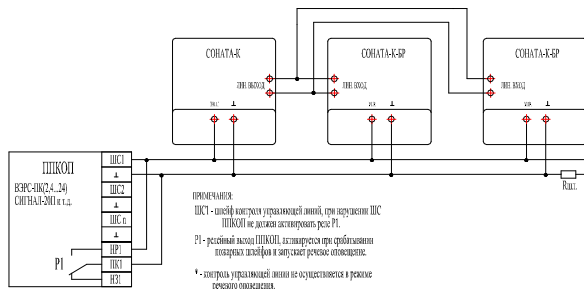 СОНАТА-К
СОНАТА-К-БР
СОНАТА-К-БР
ЛИН. ВЫХОД
ЛИН. ВХОД
ЛИН. ВХОД
⊥
⊥
⊥
ППКОП
ВЭРС-ПК(2,4...24)
СИГНАЛ-20П и т.д.
ШС1
⊥
ШС2
⊥
ШС n
⊥
НР1
ПК1
НЗ1
Р1
ПРИМЕЧАНИЯ:
ШС1 - шлейф контроля управляющей линий, при нарушении ШС
ППКОП не должен активировать реле Р1.
Р1 - релейный выход ППКОП, активируется при срабатывании
пожарных шлейфов и запускает речевое оповещение.
* - контроль управляющей линии не осуществляется в режиме
речевого оповещения.